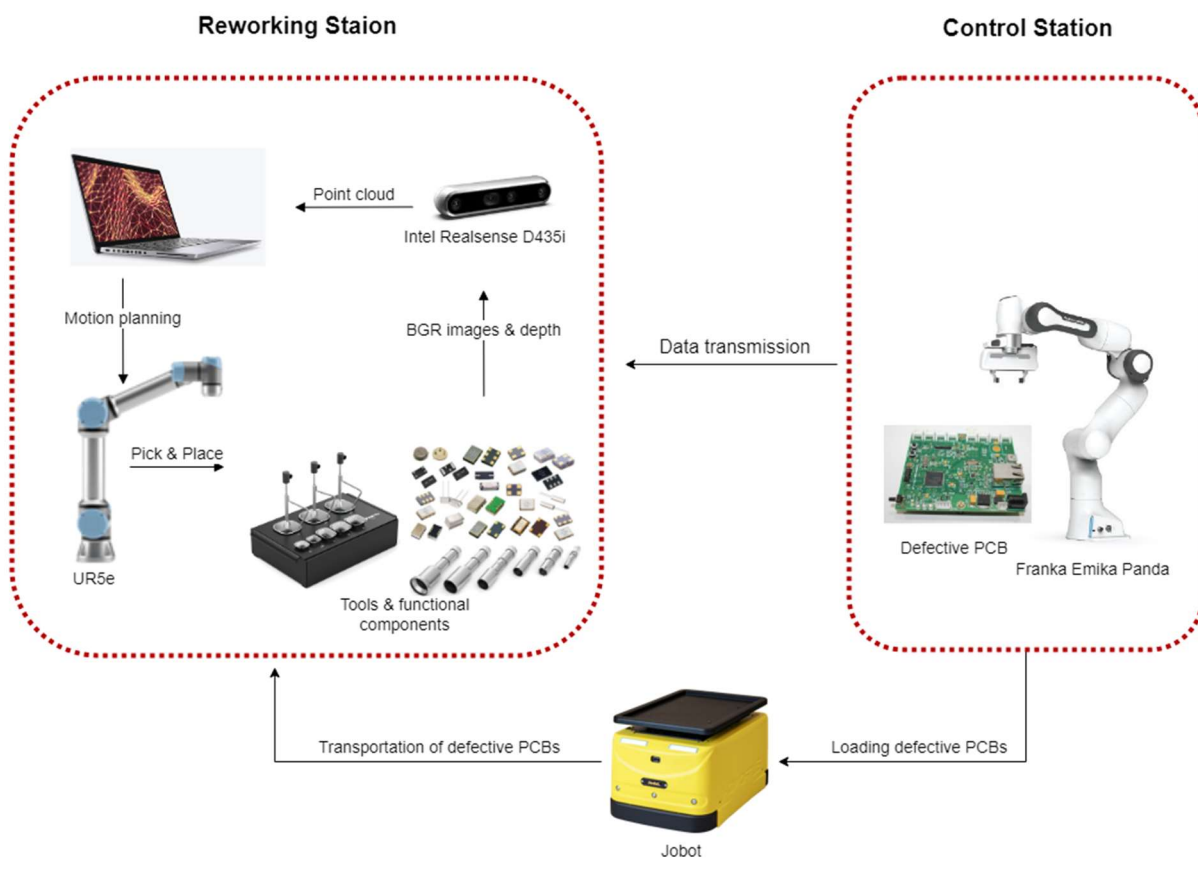 Reworking Staion
Control Station
Point cloud
Intel Realsense D435i
Motion planning
BGR images & depth
Data transmission
Pick & Place
UR5e
Tools & functional
components
Defective PCB
Franka Emika Panda
Transportation of defective PCBs
Loading defective PCBs
Jobot